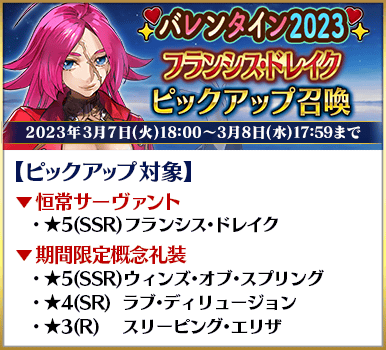 バレンタイン2023
フランシス・ドレイク
ピックアップ召喚
2023年3月7日(火)18:00～3月8日(水)17:59まで
【ピックアップ対象】
▼恒常サーヴァント
・★5(SSR)フランシス・ドレイク
▼期間限定概念礼装
・★5(SSR)ウィンズ・オブ・スプリング
・★4(SR) ラブ・ディリュージョン
・★3(R) スリーピング・エリザ